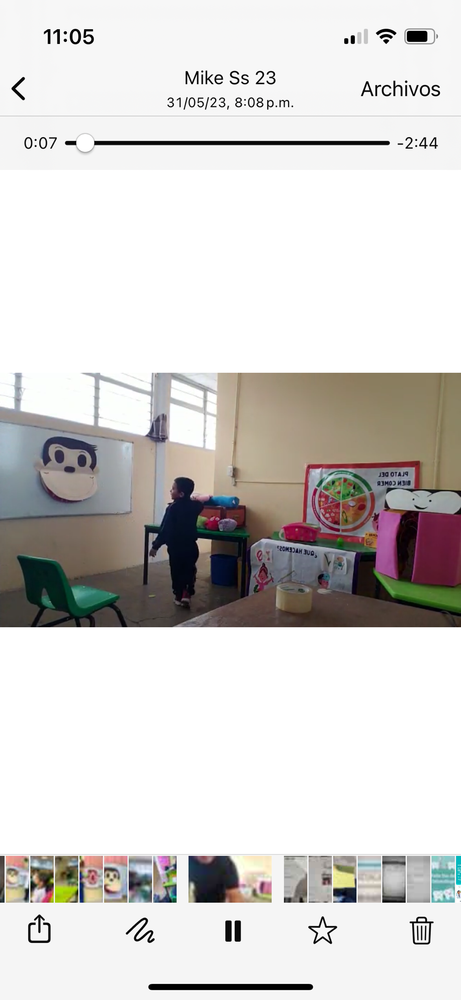 11:05
Mike Ss 23
31/05/23, 8:08 p.m.
Archivos
0:07
-2:44
PLATO DEL
BIEN COMER
¿QUE HACEMOS?